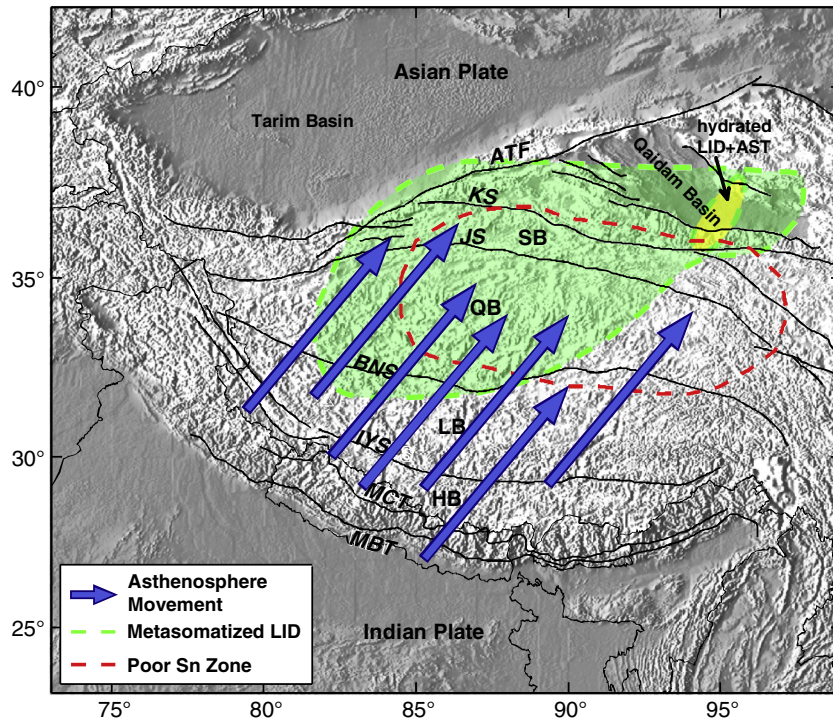 Asian Plate
40°
Tarim Basin
hydrated
LID+AST
ATF
Qaidam Basin
KS
JS
SB
35°
QB
BNS
LB
IYS
30°
MCT
HB
MBT
Asthenosphere
Movement
Metasomatized LID
Indian Plate
25°
Poor Sn Zone
75°
80°
85°
90°
95°